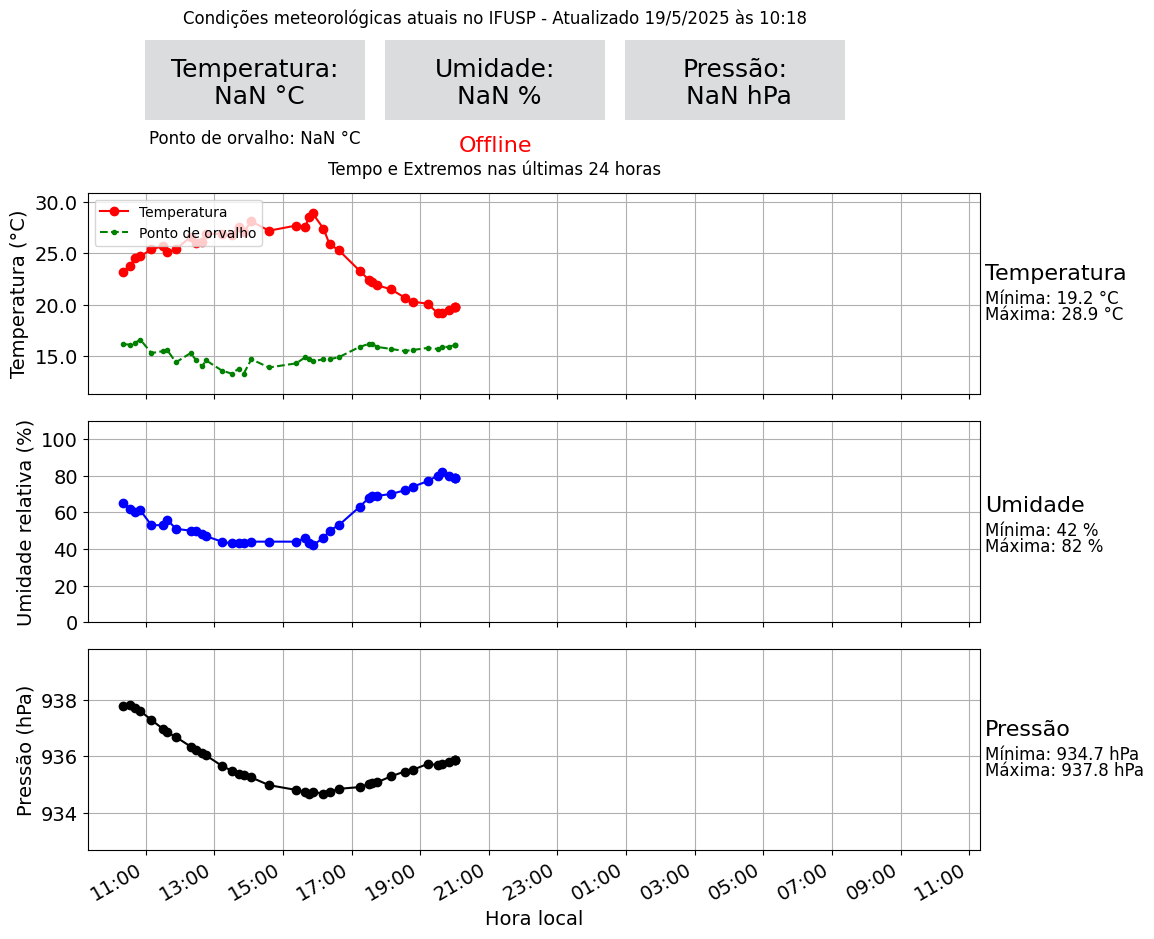 Condições meteorológicas atuais no IFUSP - Atualizado 19/5/2025 às 10:18
Temperatura:
NaN °C
Umidade:
NaN %
Pressão:
NaN hPa
Ponto de orvalho: NaN °C
Offline
Tempo e Extremos nas últimas 24 horas
Temperatura (°C)
30.0
25.0
20.0
15.0
Temperatura
Ponto de orvalho
Temperatura
Mínima: 19.2 °C
Máxima: 28.9 °C
Umidade relativa (%)
100
80
60
40
20
0
Umidade
Mínima: 42 %
Máxima: 82 %
Pressão (hPa)
938
936
934
Pressão
Mínima: 934.7 hPa
Máxima: 937.8 hPa
11:00 13:00 15:00 17:00 19:00 21:00 23:00 01:00 03:00 05:00 07:00 09:00 11:00
Hora local